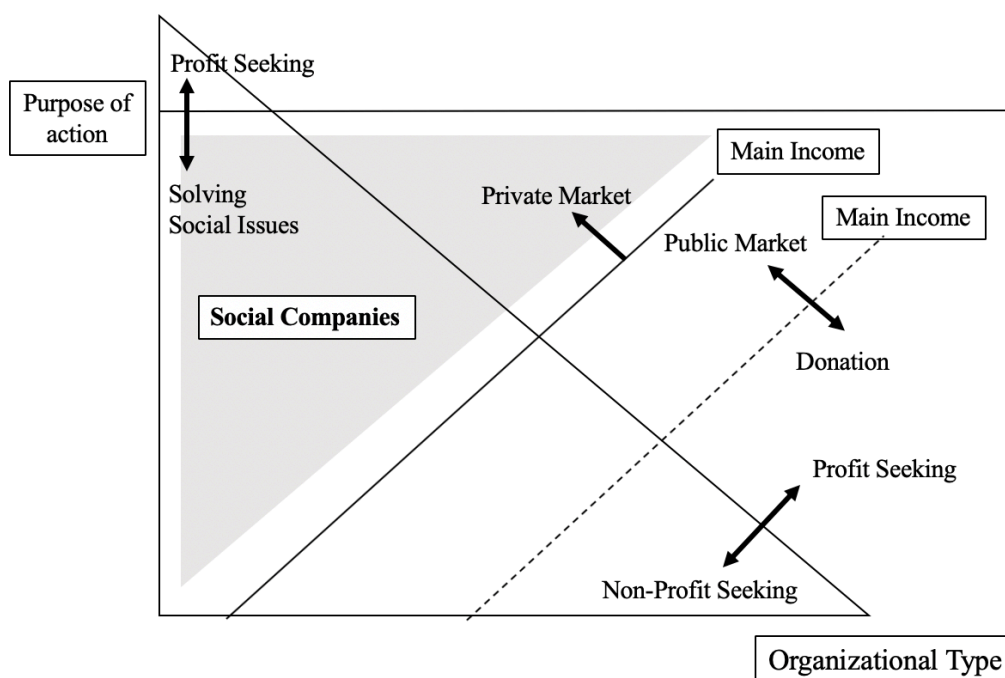 Profit Seeking
Purpose of
action
Main Income
Solving
Social Issues
Private Market
Main Income
Public Market
Social Companies
Donation
Profit Seeking
Non-Profit Seeking
Organizational Type